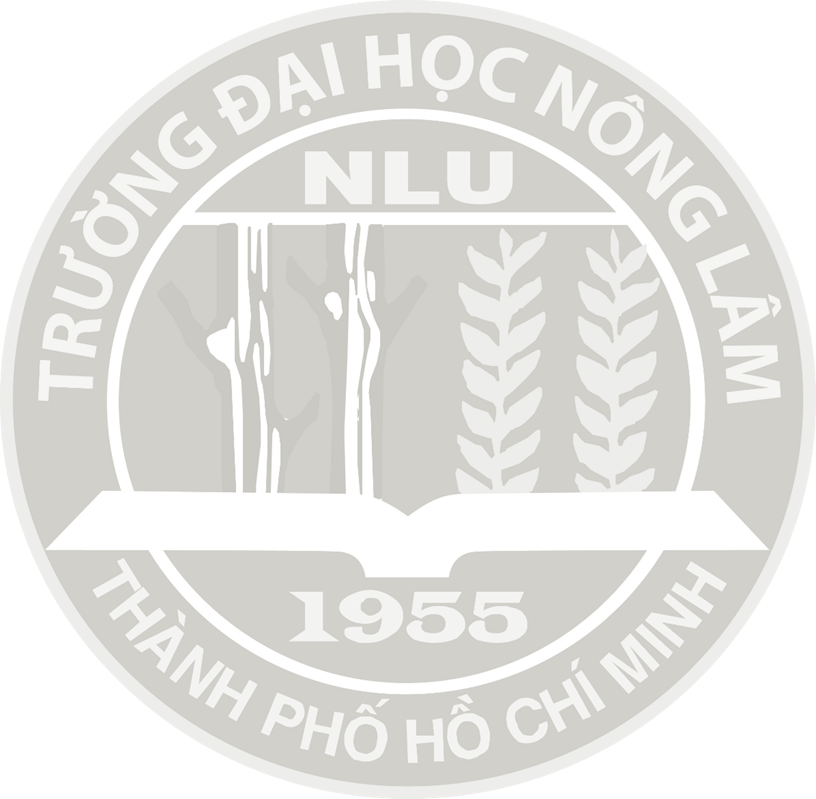 TRƯỜNG ĐẠI HỌC NÔNG LÂM
NLU
1955
THÀNH PHỐ HỒ CHÍ MINH